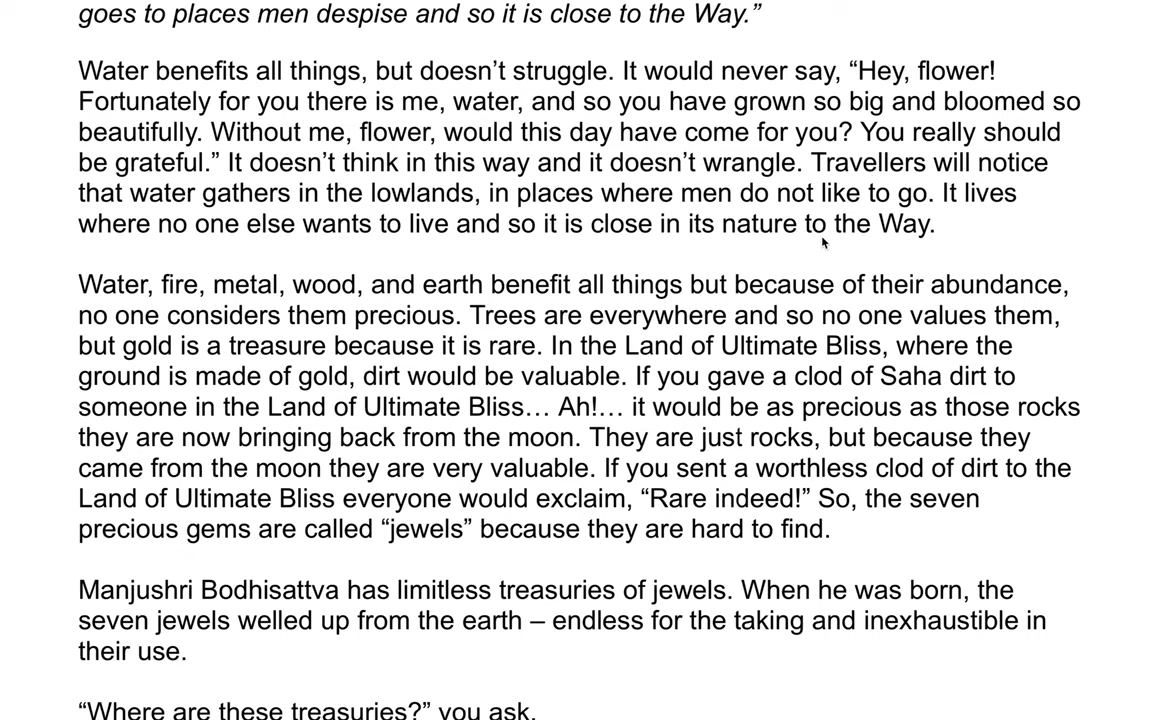 goes to places men despise and so it is close to the Way.”
Water benefits all things, but doesn’t struggle. It would never say, “Hey, flower!
Fortunately for you there is me, water, and so you have grown so big and bloomed so
beautifully. Without me, flower, would this day have come for you? You really should
be grateful.” It doesn’t think in this way and it doesn’t wrangle. Travellers will notice
that water gathers in the lowlands, in places where men do not like to go. It lives
where no one else wants to live and so it is close in its nature to the Way.
Water, fire, metal, wood, and earth benefit all things but because of their abundance,
no one considers them precious. Trees are everywhere and so no one values them,
but gold is a treasure because it is rare. In the Land of Ultimate Bliss, where the
ground is made of gold, dirt would be valuable. If you gave a clod of Saha dirt to
someone in the Land of Ultimate Bliss… Ah!… it would be as precious as those rocks
they are now bringing back from the moon. They are just rocks, but because they
came from the moon they are very valuable. If you sent a worthless clod of dirt to the
Land of Ultimate Bliss everyone would exclaim, “Rare indeed!” So, the seven
precious gems are called “jewels” because they are hard to find.
Manjushri Bodhisattva has limitless treasuries of jewels. When he was born, the
seven jewels welled up from the earth – endless for the taking and inexhaustible in
their use.
“Where are these treasuries?” you ask.